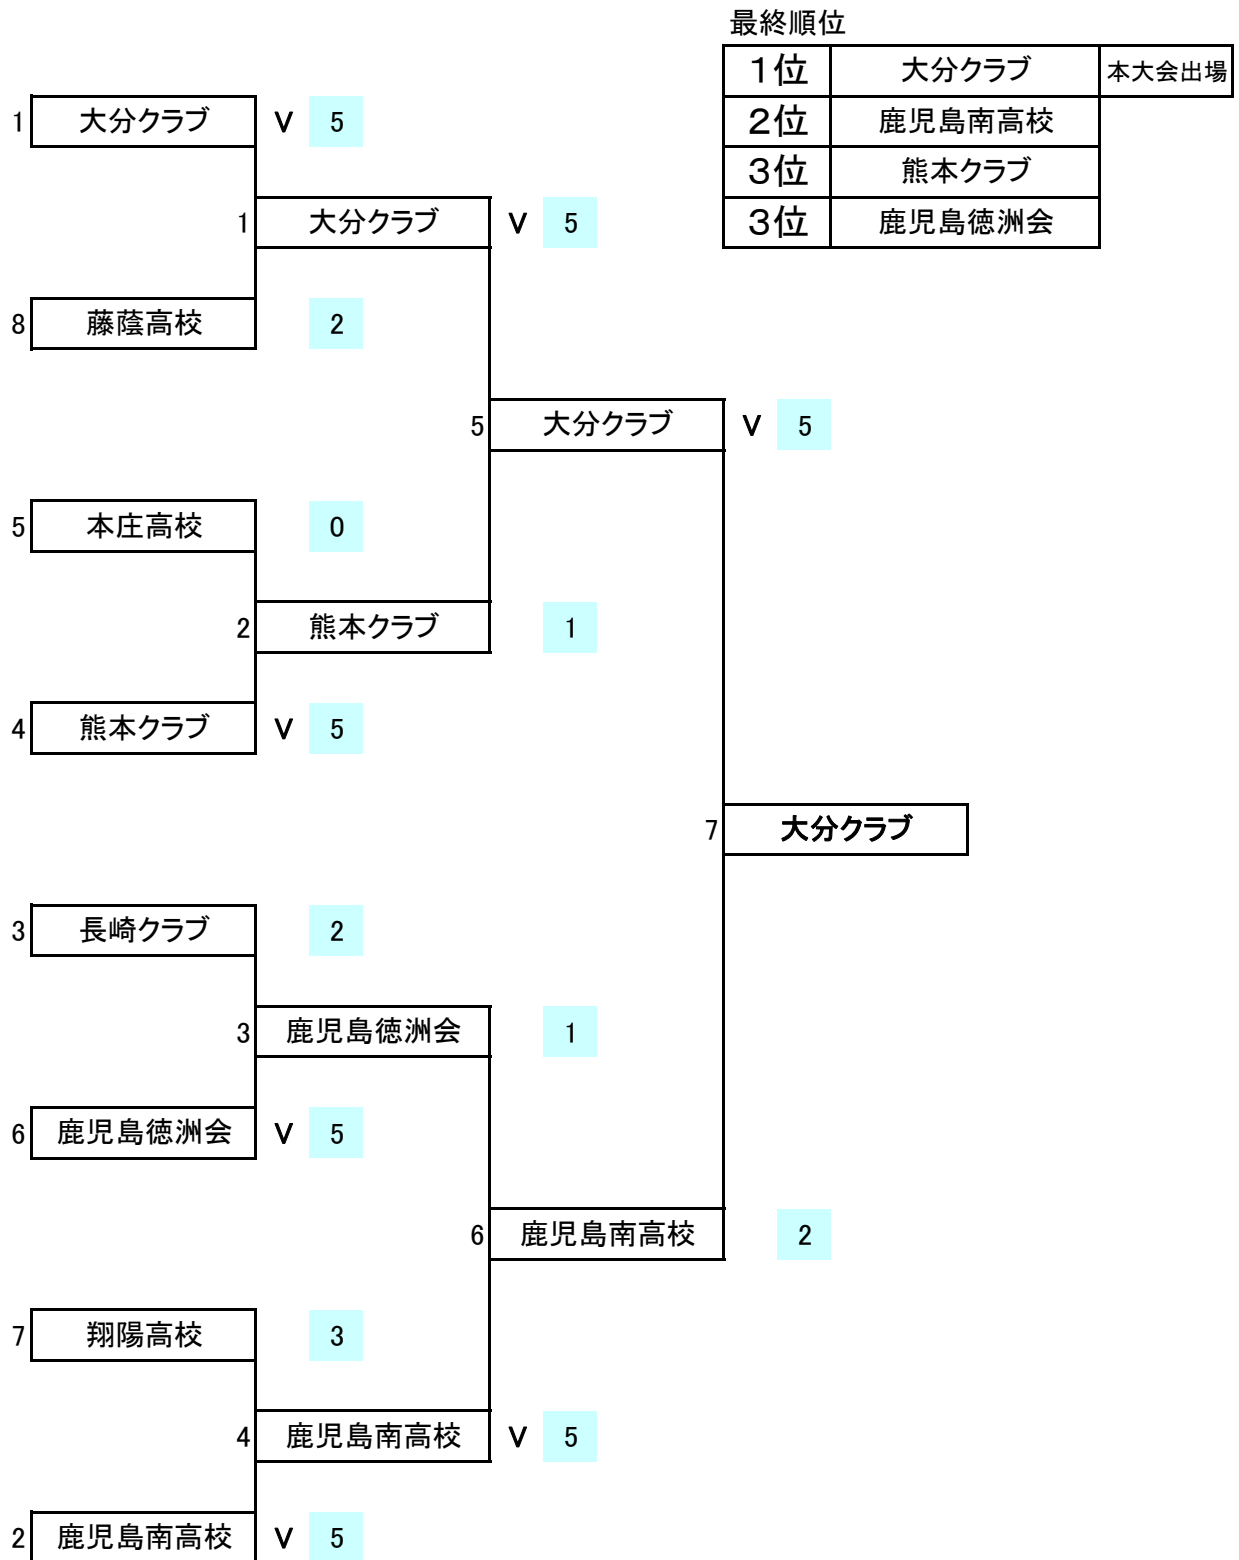 最終順位
1位 大分クラブ 本大会出場
1 大分クラブ V 5
2位 鹿児島南高校
3位 熊本クラブ
1 大分クラブ V 5
3位 鹿児島徳洲会
8 藤蔭高校 2
5 大分クラブ V 5
5 本庄高校 0
2 熊本クラブ 1
4 熊本クラブ V 5
7 大分クラブ
3 長崎クラブ 2
3 鹿児島徳洲会 1
6 鹿児島徳洲会 V 5
6 鹿児島南高校 2
7 翔陽高校 3
4 鹿児島南高校 V 5
2 鹿児島南高校 V 5